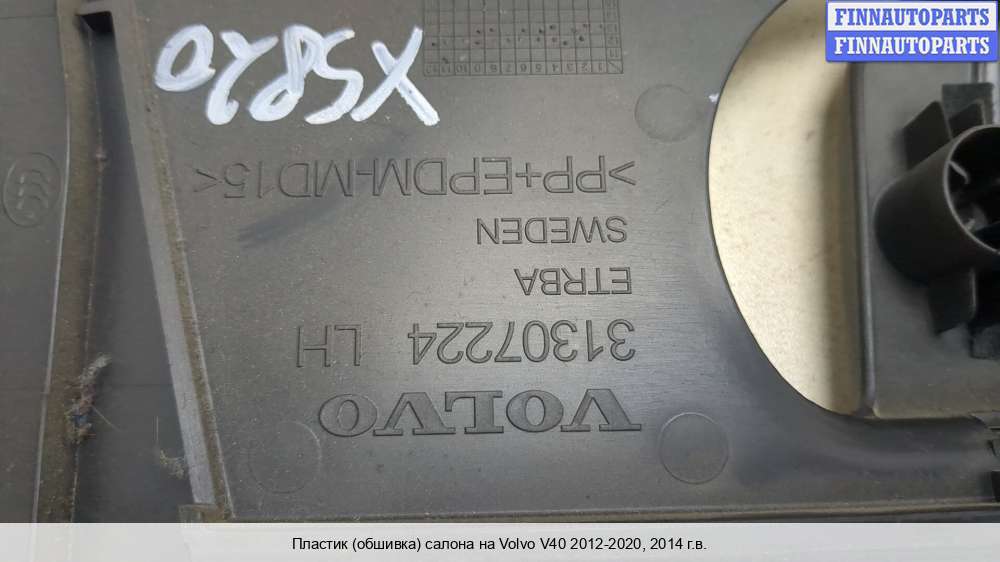 FINNAUTOPARTS
FINNAUTOPARTS
VOLVO
31307224 LH
ETRBA
SWEDEN
>PP+EPDM-MD15<
X5820
Пластик (обшивка) салона на Volvo V40 2012-2020, 2014 г.в.